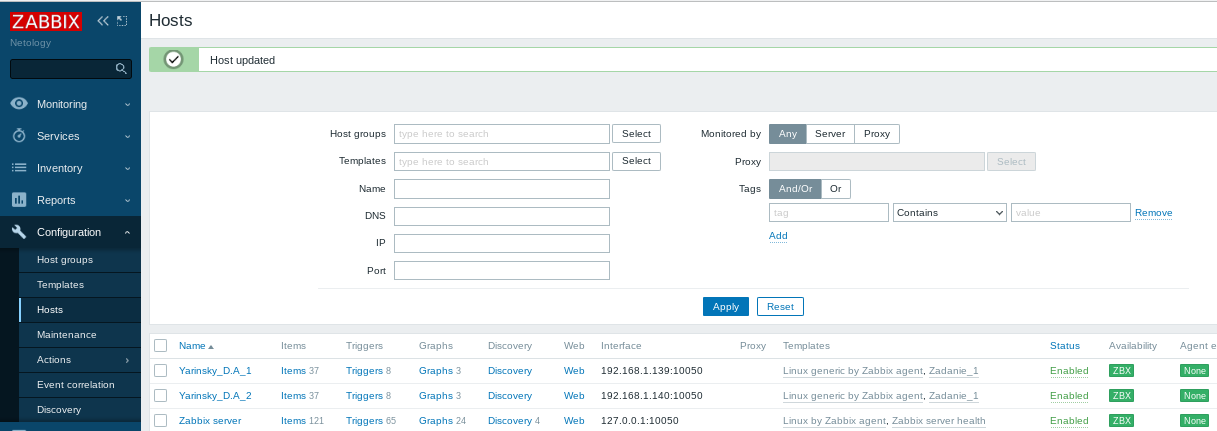 ZABBIX
Netology
Monitoring
Services
Inventory
Reports
Configuration
Host groups
Templates
Hosts
Maintenance
Actions
Event correlation
Discovery
Hosts
Host updated
Host groups type here to search Select Monitored by Any Server Proxy
Templates type here to search Select Proxy Select
Name Tags And/Or Or
DNS tag Contains value Remove
IP Add
Port
Apply Reset
Name Items Triggers Graphs Discovery Web Interface Proxy Templates Status Availability Agent e
Yarinsky_D.A_1 Items 37 Triggers 8 Graphs 3 Discovery Web 192.168.1.139:10050 Linux generic by Zabbix agent, Zadanie_1 Enabled ZBX None
Yarinsky_D.A_2 Items 37 Triggers 8 Graphs 3 Discovery Web 192.168.1.140:10050 Linux generic by Zabbix agent, Zadanie_1 Enabled ZBX None
Zabbix server Items 121 Triggers 65 Graphs 24 Discovery 4 Web 127.0.0.1:10050 Linux by Zabbix agent, Zabbix server health Enabled ZBX None